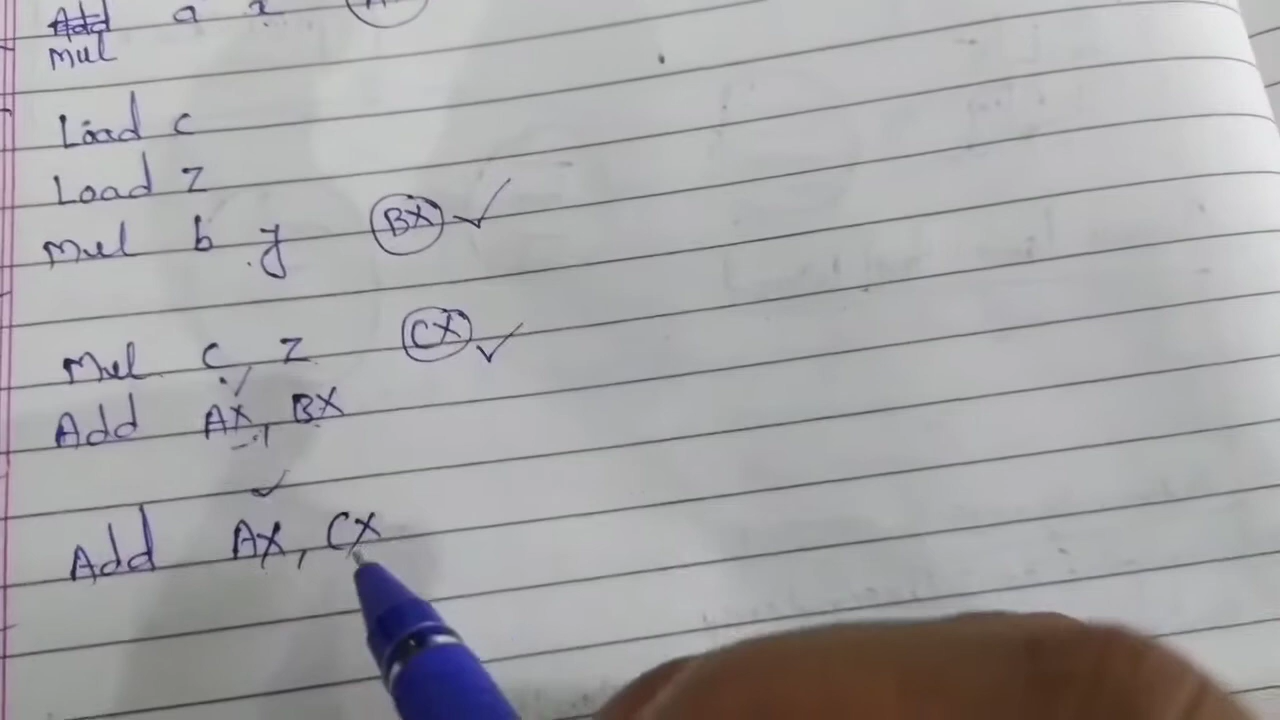 a x
Mul
Load c
Load z
Mul b y BX
Mul c z CX
Add AX, BX
Add AX, CX